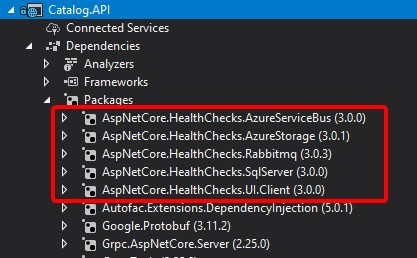 Catalog.API
Connected Services
Dependencies
Analyzers
Frameworks
Packages
AspNetCore.HealthChecks.AzureServiceBus (3.0.0)
AspNetCore.HealthChecks.AzureStorage (3.0.1)
AspNetCore.HealthChecks.Rabbitmq (3.0.3)
AspNetCore.HealthChecks.SqlServer (3.0.0)
AspNetCore.HealthChecks.UI.Client (3.0.0)
Autofac.Extensions.DependencyInjection (5.0.1)
Google.Protobuf (3.11.2)
Grpc.AspNetCore.Server (2.25.0)